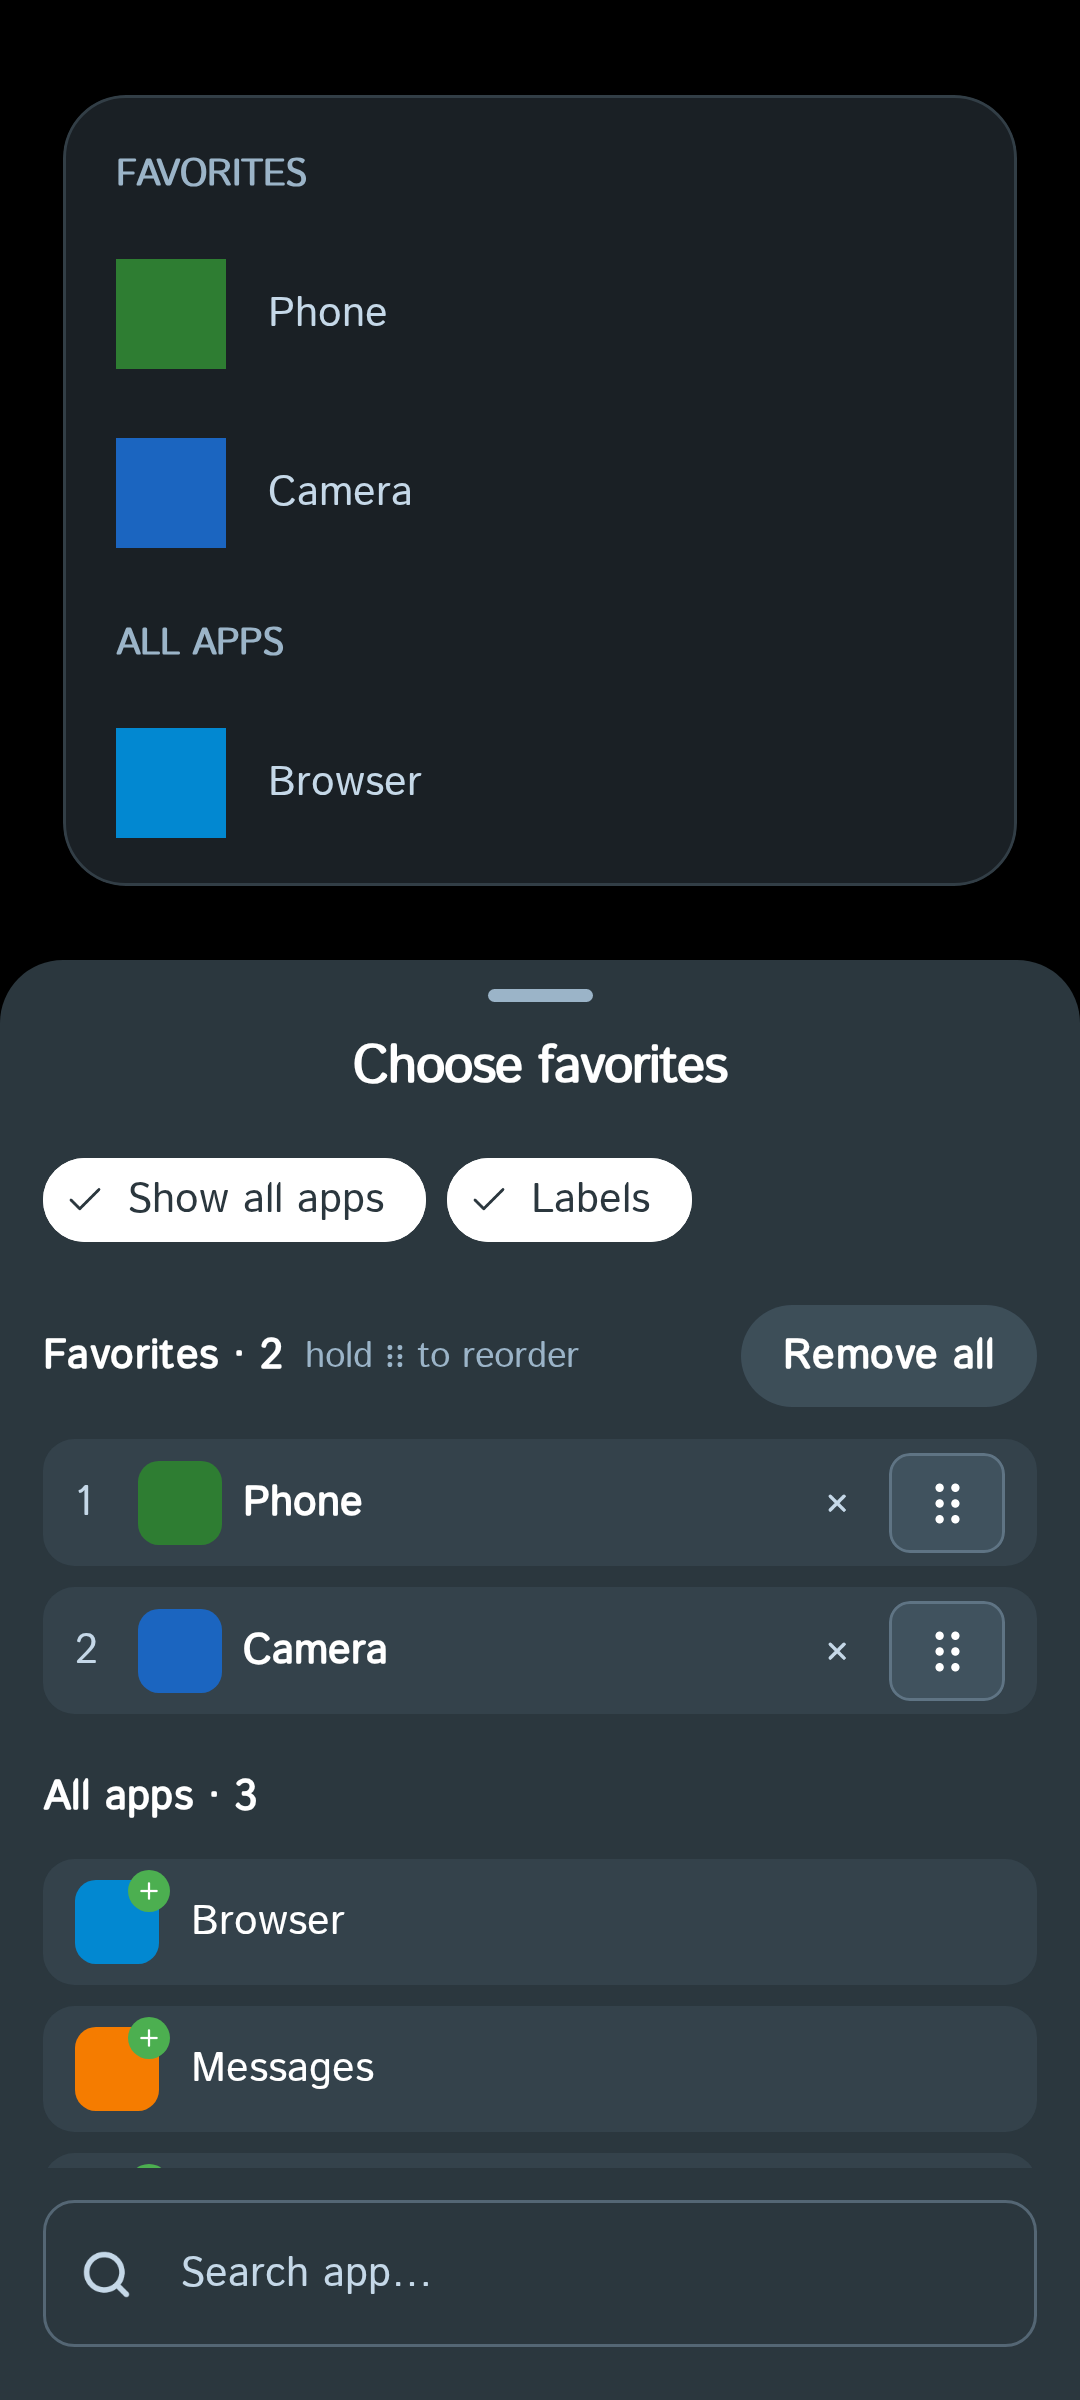 FAVORITES
Phone
Camera
ALL APPS
Browser
Choose favorites
Show all apps
Labels
Favorites · 2 hold ⠿ to reorder
Remove all
1 Phone ×
2 Camera ×
All apps · 3
Browser
Messages
Search app...